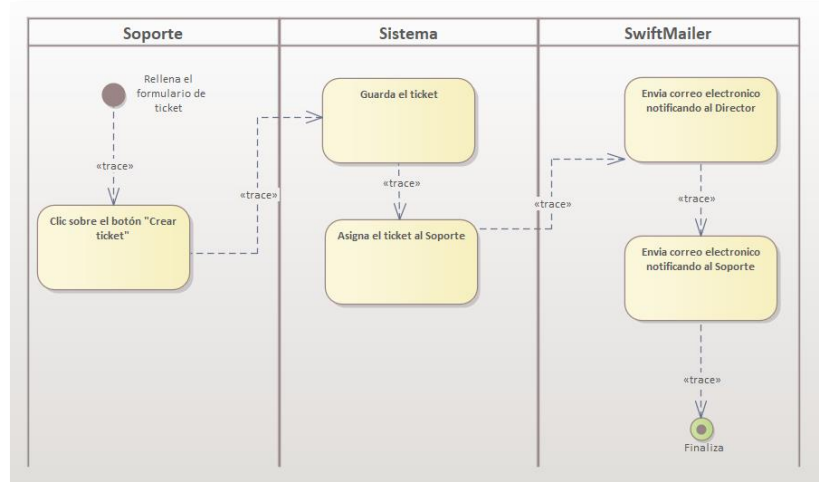 Soporte
Sistema
SwiftMailer
Rellena el
formulario de
ticket
«trace»
Clic sobre el botón "Crear
ticket"
«trace»
Guarda el ticket
«trace»
Asigna el ticket al Soporte
«trace»
Envia correo electronico
notificando al Director
«trace»
Envia correo electronico
notificando al Soporte
«trace»
Finaliza